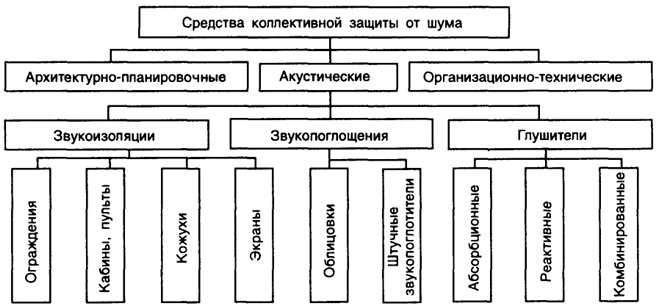 Средства коллективной защиты от шума
Архитектурно-планировочные
Акустические
Организационно-технические
Звукоизоляции
Звукопоглощения
Глушители
Ограждения
Кабины, пульты
Кожухи
Экраны
Облицовки
Штучные
звукопоглотители
Абсорбционные
Реактивные
Комбинированные